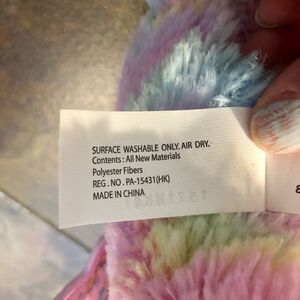 SURFACE WASHABLE ONLY. AIR DRY.
Contents : All New Materials
Polyester Fibers
REG . NO . PA-15431(HK)
MADE IN CHINA